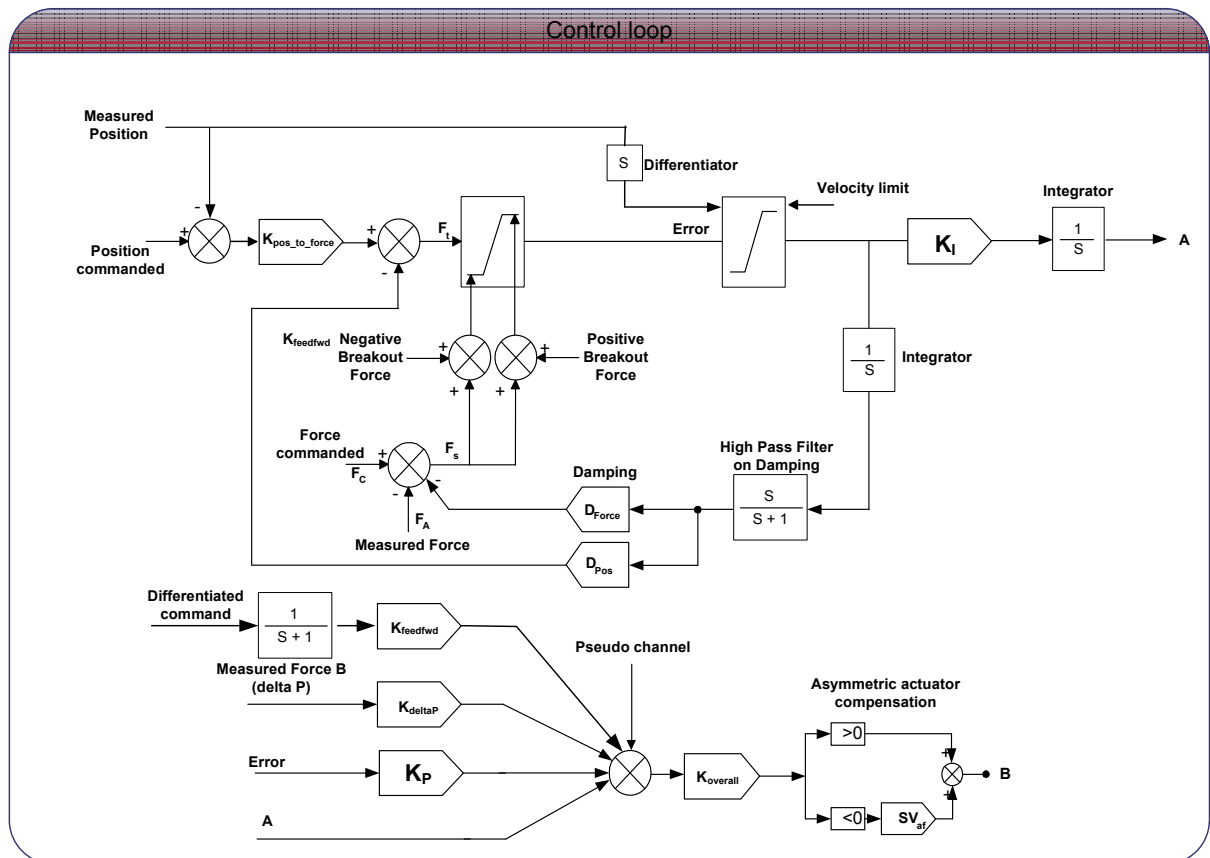 Control loop
Measured
Position
S
Differentiator
Velocity limit
Integrator
-
+
Position
commanded
Kpos_to_force
+
-
Ft
Error
KI
1
S
A
Kfeedfwd
Negative
Breakout
Force
+
+
+
+
Positive
Breakout
Force
1
S
Integrator
Force
commanded
FC
+
-
-
Fs
FA
Measured Force
Damping
DForce
DPos
High Pass Filter
on Damping
S
S + 1
Differentiated
command
1
S + 1
Kfeedfwd
Pseudo channel
Measured Force B
(delta P)
KdeltaP
Asymmetric actuator
compensation
Error
KP
Koverall
>0
<0
SVaf
+
+
B
A